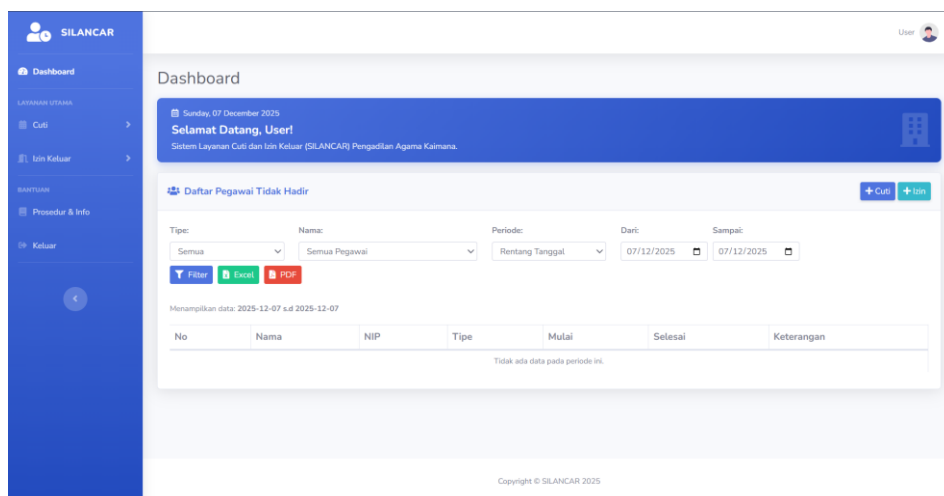 SILANCAR
User
Dashboard
LAYANAN UTAMA
Cuti
Izin Keluar
BANTUAN
Prosedur & Info
Keluar
Dashboard
Sunday, 07 December 2025
Selamat Datang, User!
Sistem Layanan Cuti dan Izin Keluar (SILANCAR) Pengadilan Agama Kaimana.
Daftar Pegawai Tidak Hadir
+ Cuti + Izin
Tipe: Nama: Periode: Dari: Sampai:
Semua Semua Pegawai Rentang Tanggal 07/12/2025 07/12/2025
Filter Excel PDF
Menampilkan data: 2025-12-07 s.d 2025-12-07
No Nama NIP Tipe Mulai Selesai Keterangan
Tidak ada data pada periode ini.
Copyright © SILANCAR 2025